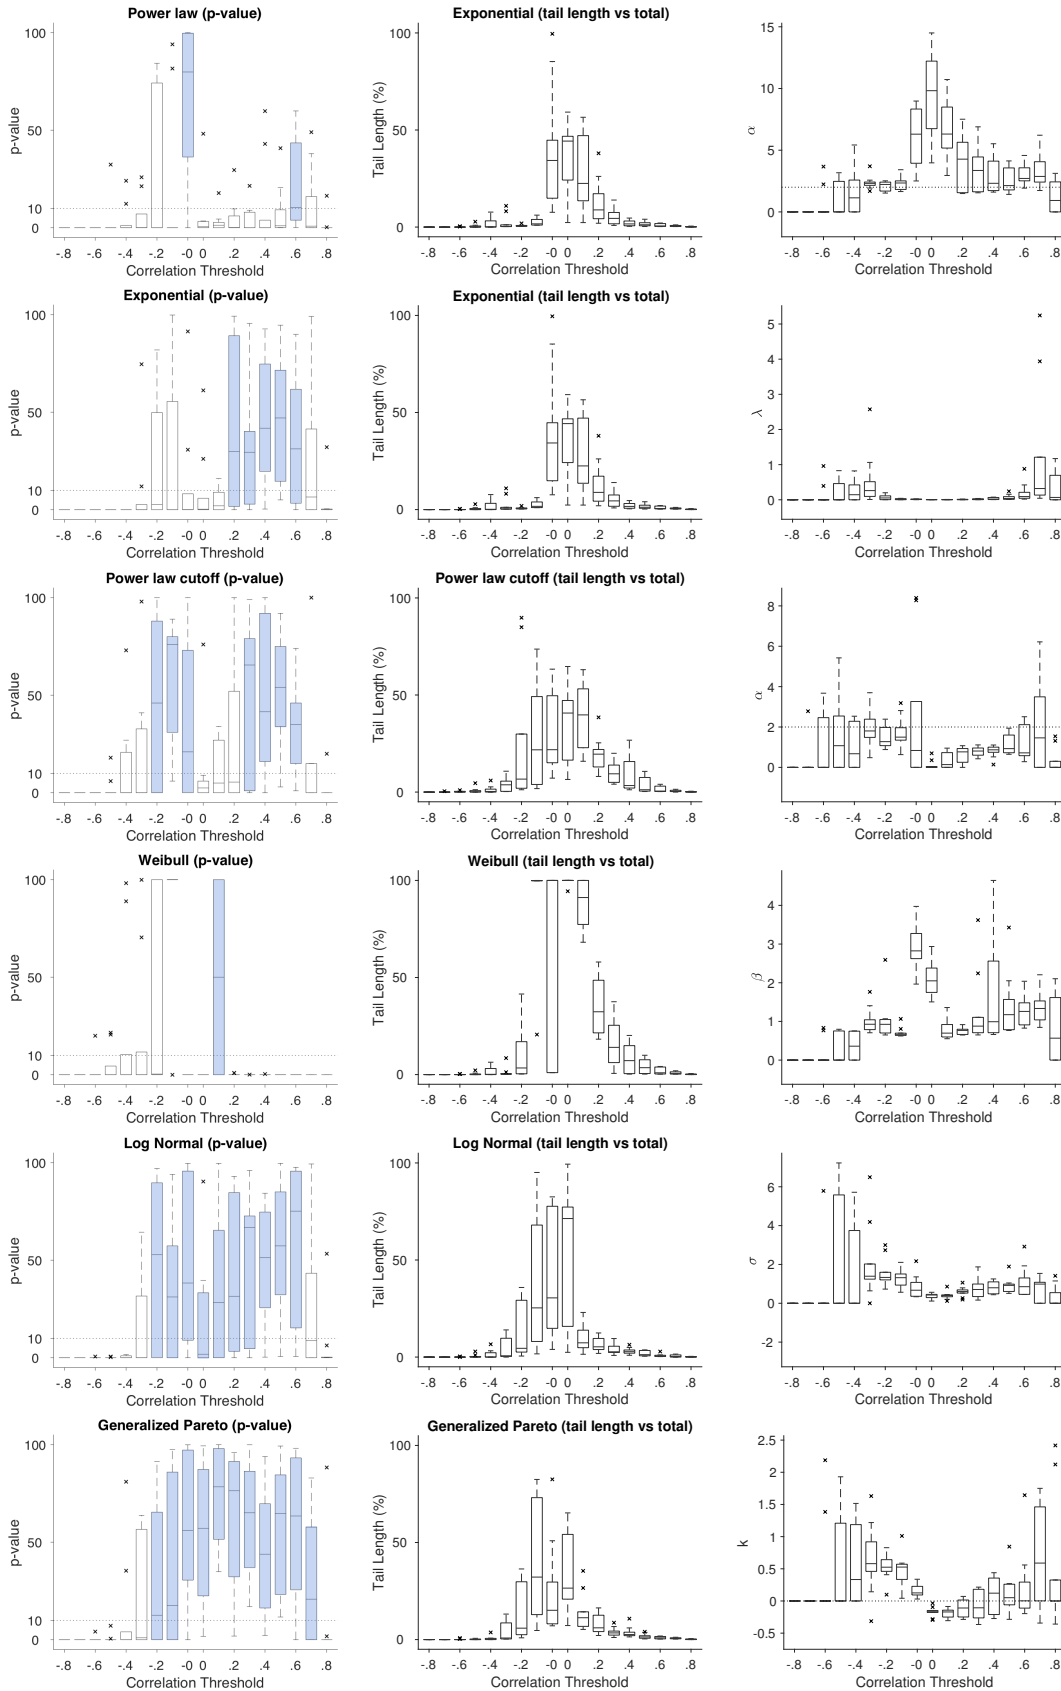 Power law (p-value)
100
50
10
0
p-value
-.8 -.6 -.4 -.2 -0 0 .2 .4 .6 .8
Correlation Threshold
Exponential (tail length vs total)
100
50
0
Tail Length (%)
-.8 -.6 -.4 -.2 -0 0 .2 .4 .6 .8
Correlation Threshold
15
10
5
0
α
-.8 -.6 -.4 -.2 -0 0 .2 .4 .6 .8
Correlation Threshold
Exponential (p-value)
100
50
10
0
p-value
-.8 -.6 -.4 -.2 -0 0 .2 .4 .6 .8
Correlation Threshold
Exponential (tail length vs total)
100
50
0
Tail Length (%)
-.8 -.6 -.4 -.2 -0 0 .2 .4 .6 .8
Correlation Threshold
5
4
3
2
1
0
λ
-.8 -.6 -.4 -.2 -0 0 .2 .4 .6 .8
Correlation Threshold
Power law cutoff (p-value)
100
50
10
0
p-value
-.8 -.6 -.4 -.2 -0 0 .2 .4 .6 .8
Correlation Threshold
Power law cutoff (tail length vs total)
100
50
0
Tail Length (%)
-.8 -.6 -.4 -.2 -0 0 .2 .4 .6 .8
Correlation Threshold
8
6
4
2
0
α
-.8 -.6 -.4 -.2 -0 0 .2 .4 .6 .8
Correlation Threshold
Weibull (p-value)
100
50
10
0
p-value
-.8 -.6 -.4 -.2 -0 0 .2 .4 .6 .8
Correlation Threshold
Weibull (tail length vs total)
100
50
0
Tail Length (%)
-.8 -.6 -.4 -.2 -0 0 .2 .4 .6 .8
Correlation Threshold
4
3
2
1
0
β
-.8 -.6 -.4 -.2 -0 0 .2 .4 .6 .8
Correlation Threshold
Log Normal (p-value)
100
50
10
0
p-value
-.8 -.6 -.4 -.2 -0 0 .2 .4 .6 .8
Correlation Threshold
Log Normal (tail length vs total)
100
50
0
Tail Length (%)
-.8 -.6 -.4 -.2 -0 0 .2 .4 .6 .8
Correlation Threshold
6
4
2
0
-2
σ
-.8 -.6 -.4 -.2 -0 0 .2 .4 .6 .8
Correlation Threshold
Generalized Pareto (p-value)
100
50
10
0
p-value
-.8 -.6 -.4 -.2 -0 0 .2 .4 .6 .8
Correlation Threshold
Generalized Pareto (tail length vs total)
100
50
0
Tail Length (%)
-.8 -.6 -.4 -.2 -0 0 .2 .4 .6 .8
Correlation Threshold
2.5
2
1.5
1
0.5
0
-0.5
k
-.8 -.6 -.4 -.2 -0 0 .2 .4 .6 .8
Correlation Threshold